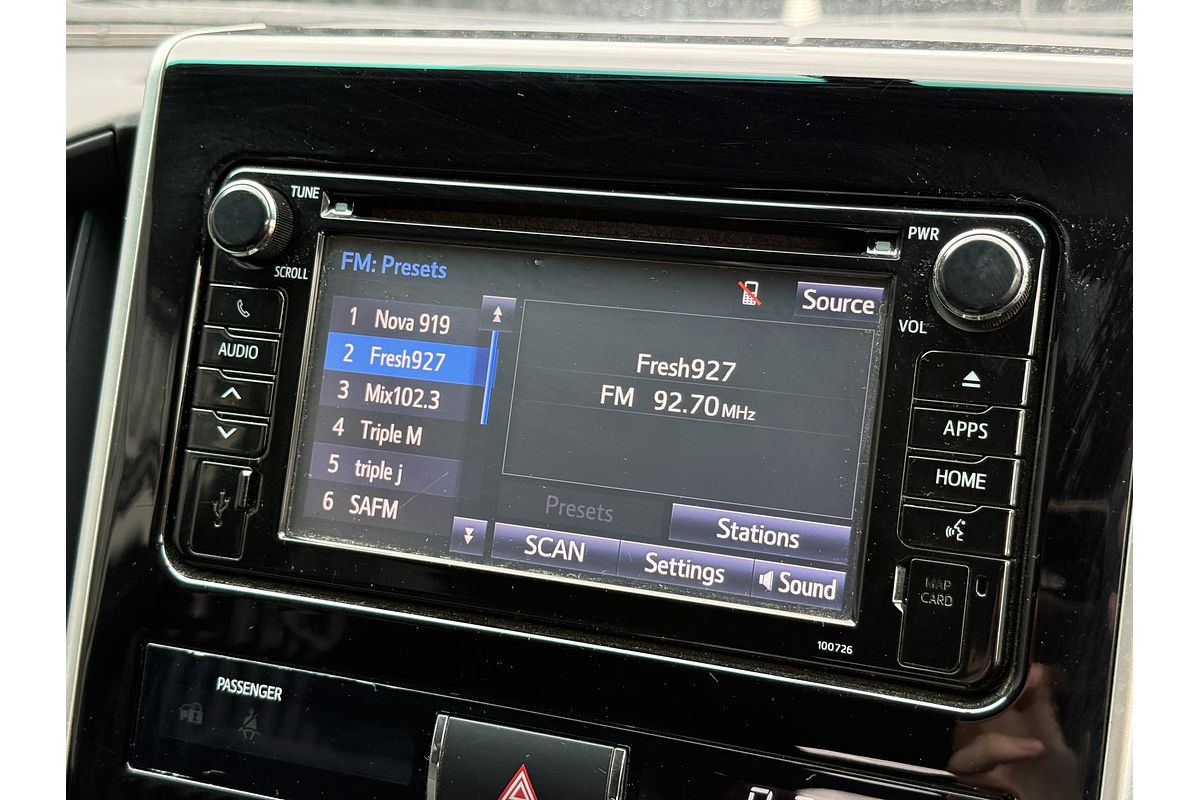 TUNE
SCROLL
AUDIO
FM: Presets
1 Nova 919
2 Fresh927
3 Mix102.3
4 Triple M
5 triple j
6 SAFM
Source
Fresh927
FM 92.70 MHz
Presets
Stations
SCAN
Settings
Sound
PWR
VOL
APPS
HOME
MAP
CARD
100726
PASSENGER